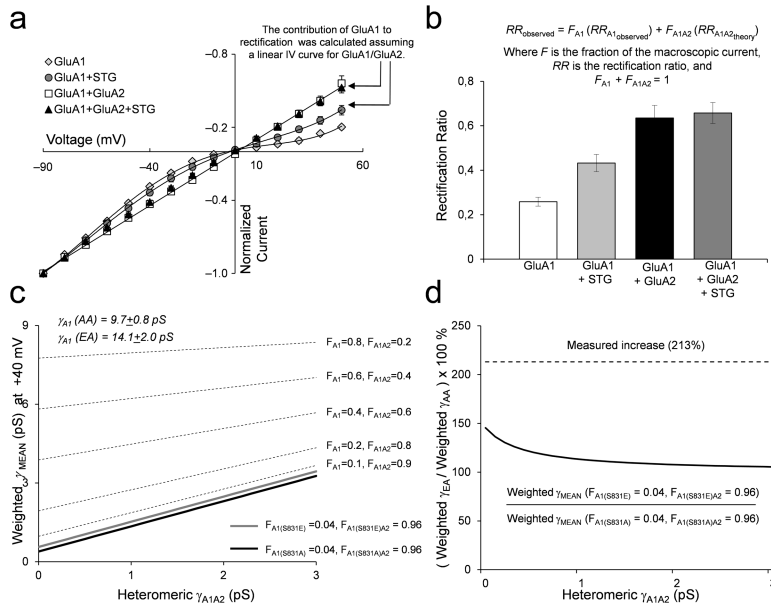 a
The contribution of GluA1 to
rectification was calculated assuming
a linear IV curve for GluA1/GluA2.
GluA1
GluA1+STG
GluA1+GluA2
GluA1+GluA2+STG
Voltage (mV)
−90
−40
10
60
−0.8
−0.2
−0.4
−1.0
Normalized
Current
b
RRobserved = FA1 (RRA1observed) + FA1A2 (RRA1A2theory)
Where F is the fraction of the macroscopic current,
RR is the rectification ratio, and
FA1 + FA1A2 = 1
Rectification Ratio
0,8
0,6
0,4
0,2
0
GluA1
GluA1
+ STG
GluA1
+ GluA2
GluA1
+ GluA2
+ STG
c
γA1 (AA) = 9.7±0.8 pS
γA1 (EA) = 14.1±2.0 pS
Weighted γMEAN (pS) at +40 mV
9
6
3
0
FA1=0.8, FA1A2=0.2
FA1=0.6, FA1A2=0.4
FA1=0.4, FA1A2=0.6
FA1=0.2, FA1A2=0.8
FA1=0.1, FA1A2=0.9
FA1(S831E) =0.04, FA1(S831E)A2 = 0.96
FA1(S831A) =0.04, FA1(S831A)A2 = 0.96
0
1
2
3
Heteromeric γA1A2 (pS)
d
( Weighted γEA / Weighted γAA ) x 100 %
250
200
150
100
50
0
Measured increase (213%)
Weighted γMEAN (FA1(S831E) = 0.04, FA1(S831E)A2 = 0.96)
Weighted γMEAN (FA1(S831A) = 0.04, FA1(S831A)A2 = 0.96)
0
1
2
3
Heteromeric γA1A2 (pS)